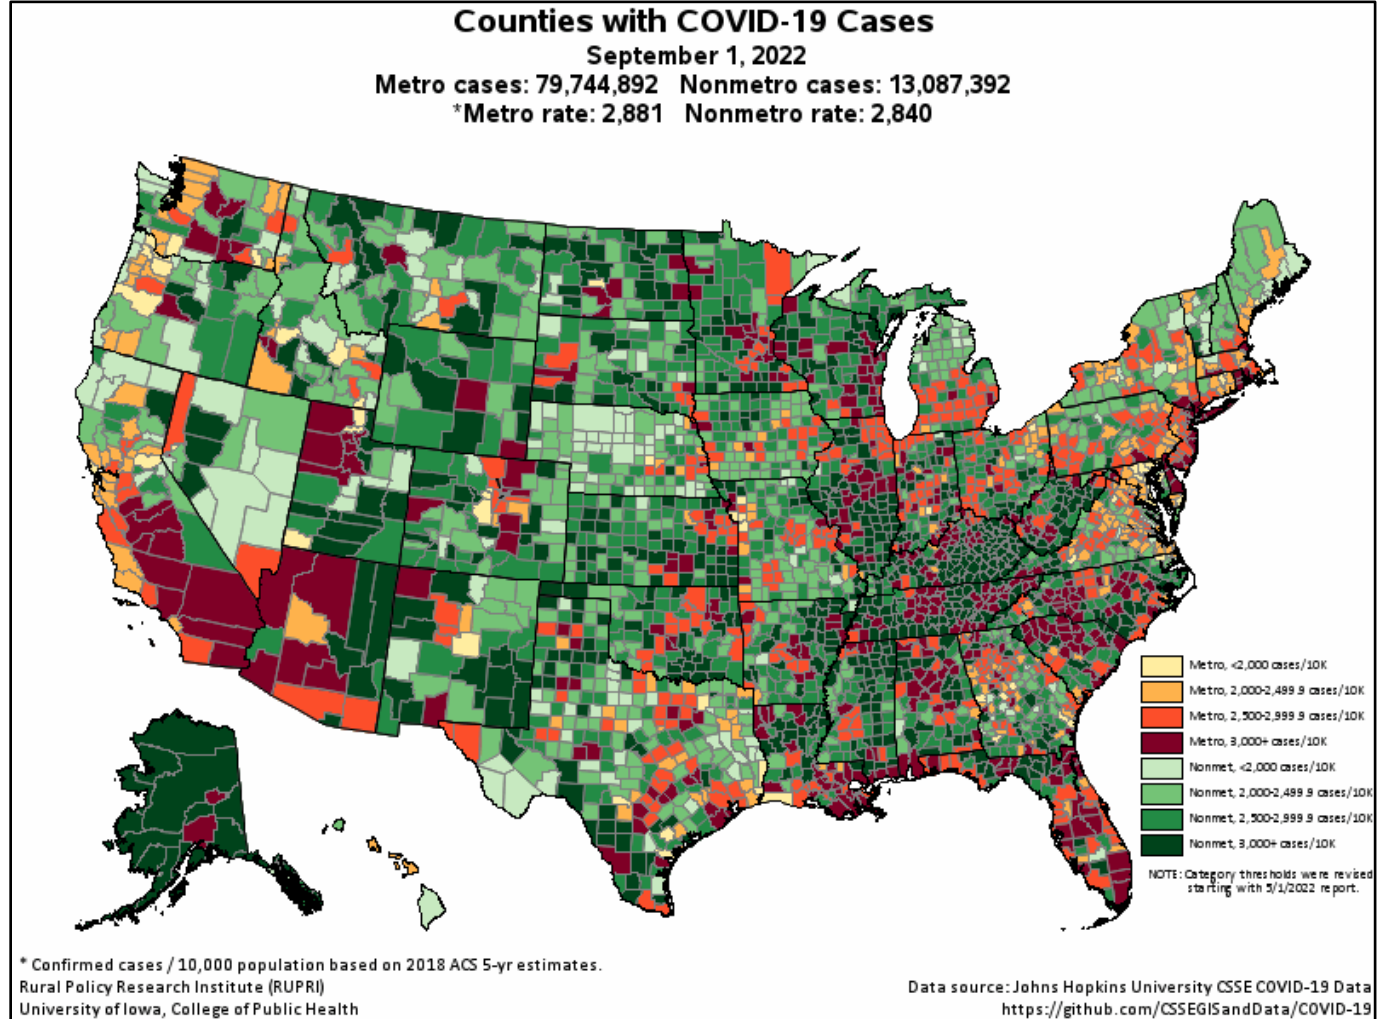 Counties with COVID-19 Cases
September 1, 2022
Metro cases: 79,744,892   Nonmetro cases: 13,087,392
*Metro rate: 2,881   Nonmetro rate: 2,840
Metro, <2,000 cases/10K
Metro, 2,000-2,499.9 cases/10K
Metro, 2,500-2,999.9 cases/10K
Metro, 3,000+ cases/10K
Nonmet, <2,000 cases/10K
Nonmet, 2,000-2,499.9 cases/10K
Nonmet, 2,500-2,999.9 cases/10K
Nonmet, 3,000+ cases/10K
NOTE: Category thresholds were revised
starting with 5/1/2022 report.
* Confirmed cases / 10,000 population based on 2018 ACS 5-yr estimates.
Rural Policy Research Institute (RUPRI)
University of Iowa, College of Public Health
Data source: Johns Hopkins University CSSE COVID-19 Data
https://github.com/CSSEGISandData/COVID-19